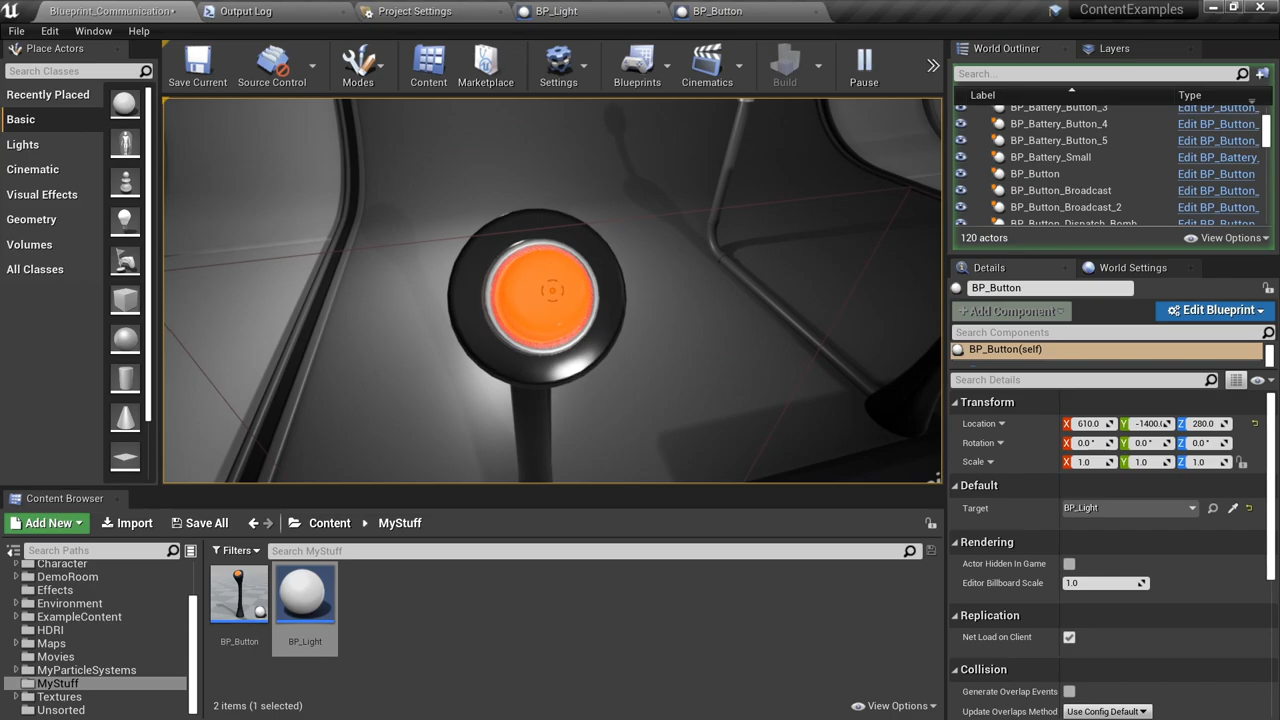 Blueprint_Communication*
Output Log
Project Settings
BP_Light
BP_Button
ContentExamples
File Edit Window Help
Place Actors
Search Classes
Recently Placed
Basic
Lights
Cinematic
Visual Effects
Geometry
Volumes
All Classes
Save Current
Source Control
Modes
Content
Marketplace
Settings
Blueprints
Cinematics
Build
Pause
World Outliner
Layers
Search...
Label Type
BP_Battery_Button_3 Edit BP_Button_
BP_Battery_Button_4 Edit BP_Button_
BP_Battery_Button_5 Edit BP_Button_
BP_Battery_Small Edit BP_Battery_
BP_Button Edit BP_Button
BP_Button_Broadcast Edit BP_Button_
BP_Button_Broadcast_2 Edit BP_Button_
BP_Button_Dispatch_Bomb Edit BP_Button_
120 actors View Options
Details
World Settings
BP_Button
+Add Component
Edit Blueprint
Search Components
BP_Button(self)
Search Details
Transform
Location X 610.0 Y -1400.0 Z 280.0
Rotation X 0.0° Y 0.0° Z 0.0°
Scale X 1.0 Y 1.0 Z 1.0
Default
Target BP_Light
Rendering
Actor Hidden In Game
Editor Billboard Scale 1.0
Replication
Net Load on Client
Collision
Generate Overlap Events
Update Overlaps Method Use Config Default
Content Browser
Add New Import Save All Content MyStuff
Search Paths
Filters
Search MyStuff
Character
DemoRoom
Effects
Environment
ExampleContent
HDRI
Maps
Movies
MyParticleSystems
MyStuff
Textures
Unsorted
BP_Button
BP_Light
2 items (1 selected)
View Options